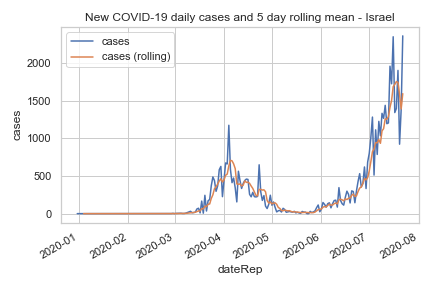 New COVID-19 daily cases and 5 day rolling mean - Israel
cases
cases (rolling)
2000
1500
1000
500
0
cases
2020-01
2020-02
2020-03
2020-04
2020-05
2020-06
2020-07
2020-08
dateRep